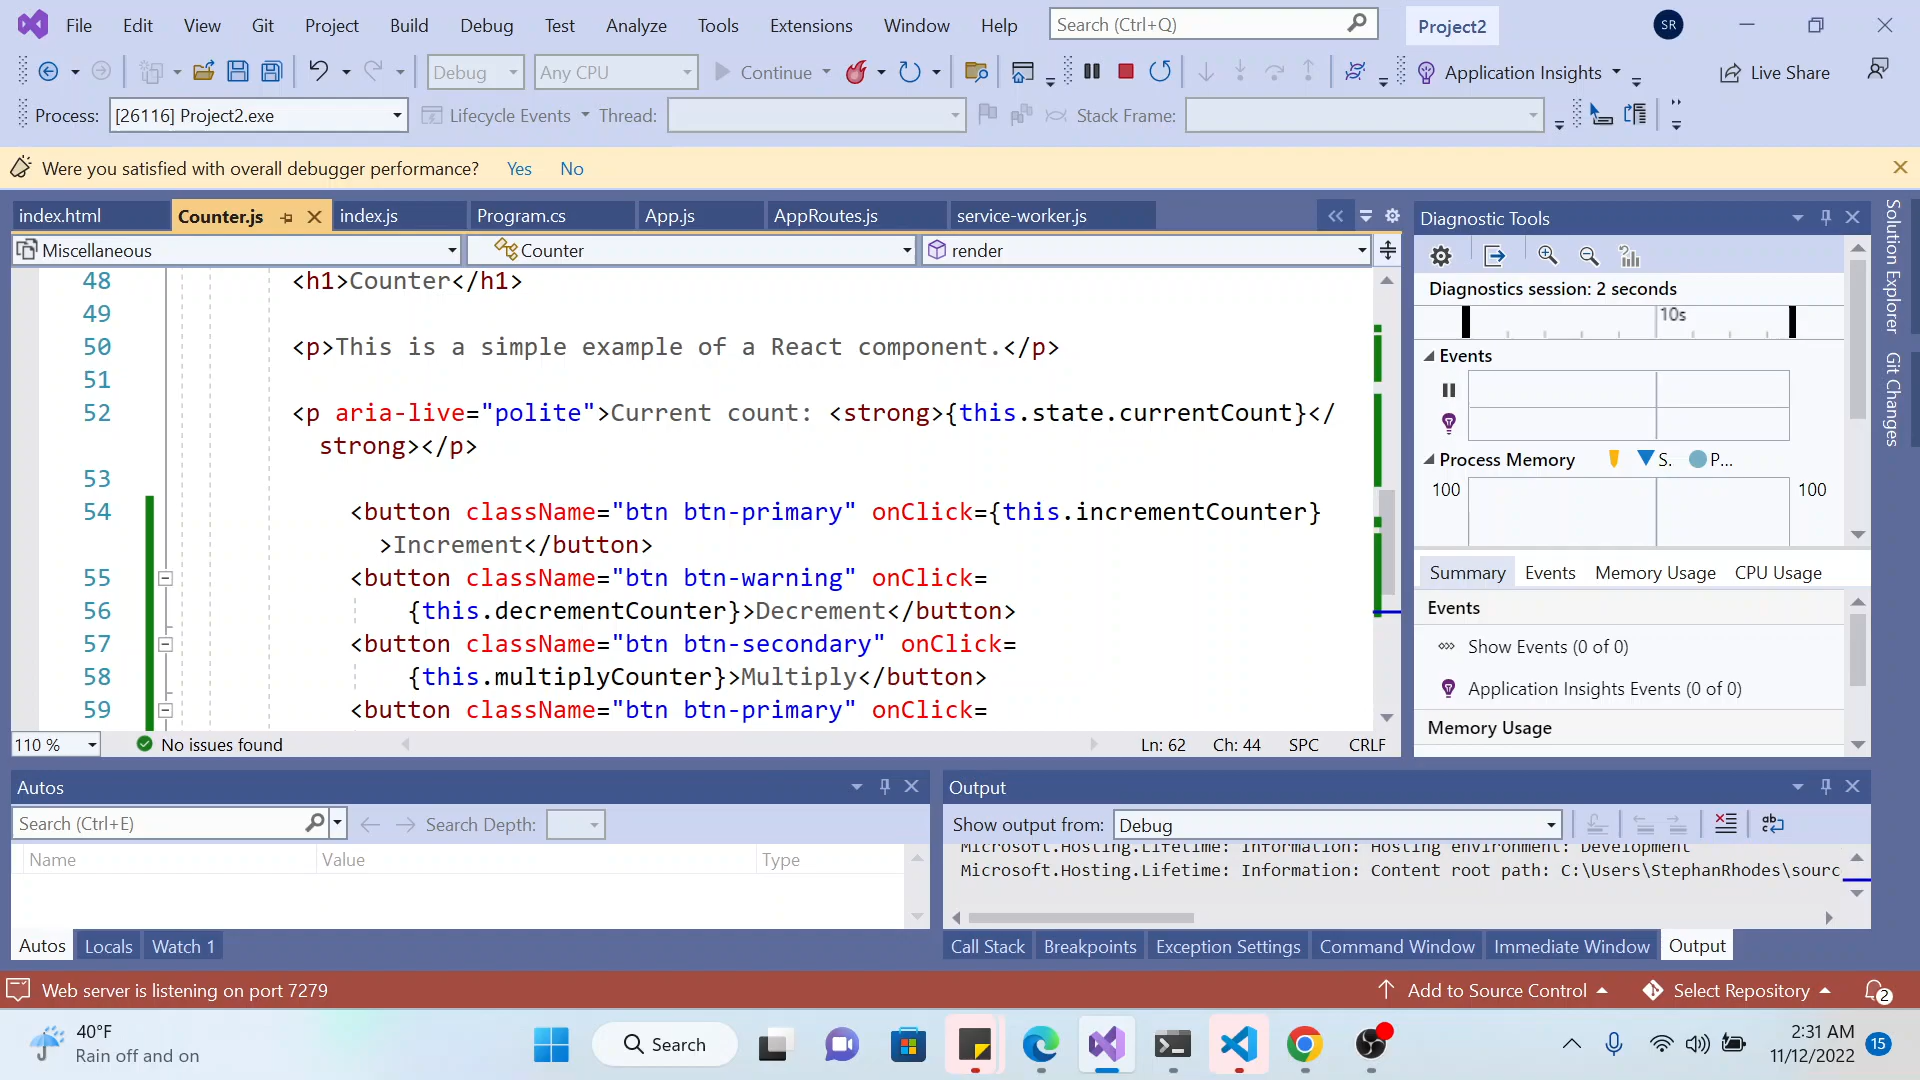 File Edit View Git Project Build Debug Test Analyze Tools Extensions Window Help Search (Ctrl+Q) Project2 SR
Debug Any CPU Continue Application Insights Live Share
Process: [26116] Project2.exe Lifecycle Events Thread: Stack Frame:
Were you satisfied with overall debugger performance? Yes No
index.html Counter.js index.js Program.cs App.js AppRoutes.js service-worker.js
Miscellaneous Counter render
48 <h1>Counter</h1>
49
50 <p>This is a simple example of a React component.</p>
51
52 <p aria-live="polite">Current count: <strong>{this.state.currentCount}</
strong></p>
53
54 <button className="btn btn-primary" onClick={this.incrementCounter}
>Increment</button>
55 <button className="btn btn-warning" onClick=
56 {this.decrementCounter}>Decrement</button>
57 <button className="btn btn-secondary" onClick=
58 {this.multiplyCounter}>Multiply</button>
59 <button className="btn btn-primary" onClick=
110 % No issues found Ln: 62 Ch: 44 SPC CRLF
Diagnostic Tools
Diagnostics session: 2 seconds
10s
Events
Process Memory S. P...
100 100
Summary Events Memory Usage CPU Usage
Events
Show Events (0 of 0)
Application Insights Events (0 of 0)
Memory Usage
Solution Explorer
Git Changes
Autos
Search (Ctrl+E) Search Depth:
Name Value Type
Autos Locals Watch 1
Output
Show output from: Debug
Microsoft.Hosting.Lifetime: Information: Hosting environment: Development
Microsoft.Hosting.Lifetime: Information: Content root path: C:\Users\StephanRhodes\sourc
Call Stack Breakpoints Exception Settings Command Window Immediate Window Output
Web server is listening on port 7279 Add to Source Control Select Repository 2
40°F
Rain off and on
Search
2:31 AM
11/12/2022
15